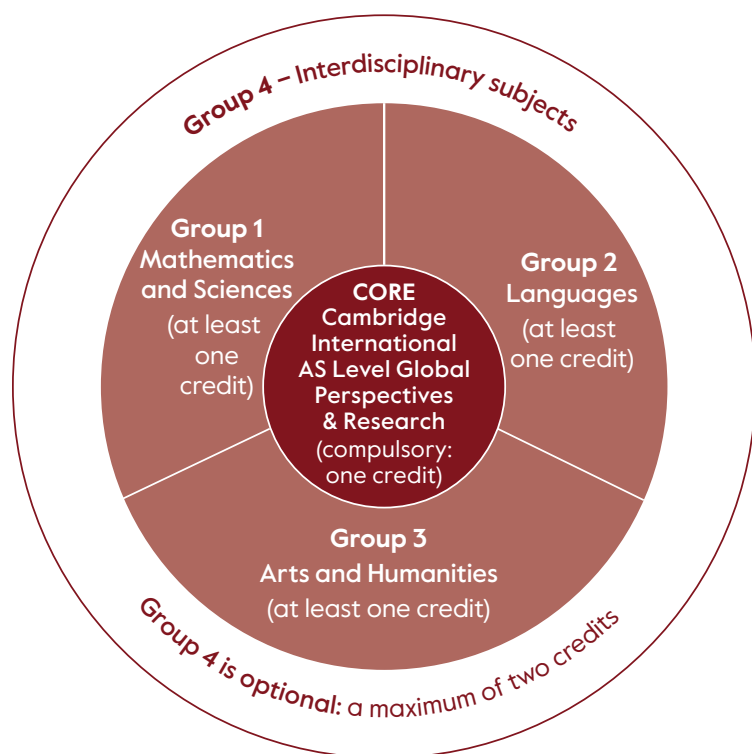 Group 4 – Interdisciplinary subjects
Group 1
Mathematics
and Sciences
(at least
one
credit)
Group 2
Languages
(at least
one credit)
CORE
Cambridge
International
AS Level Global
Perspectives
& Research
(compulsory:
one credit)
Group 3
Arts and Humanities
(at least one credit)
Group 4 is optional: a maximum of two credits